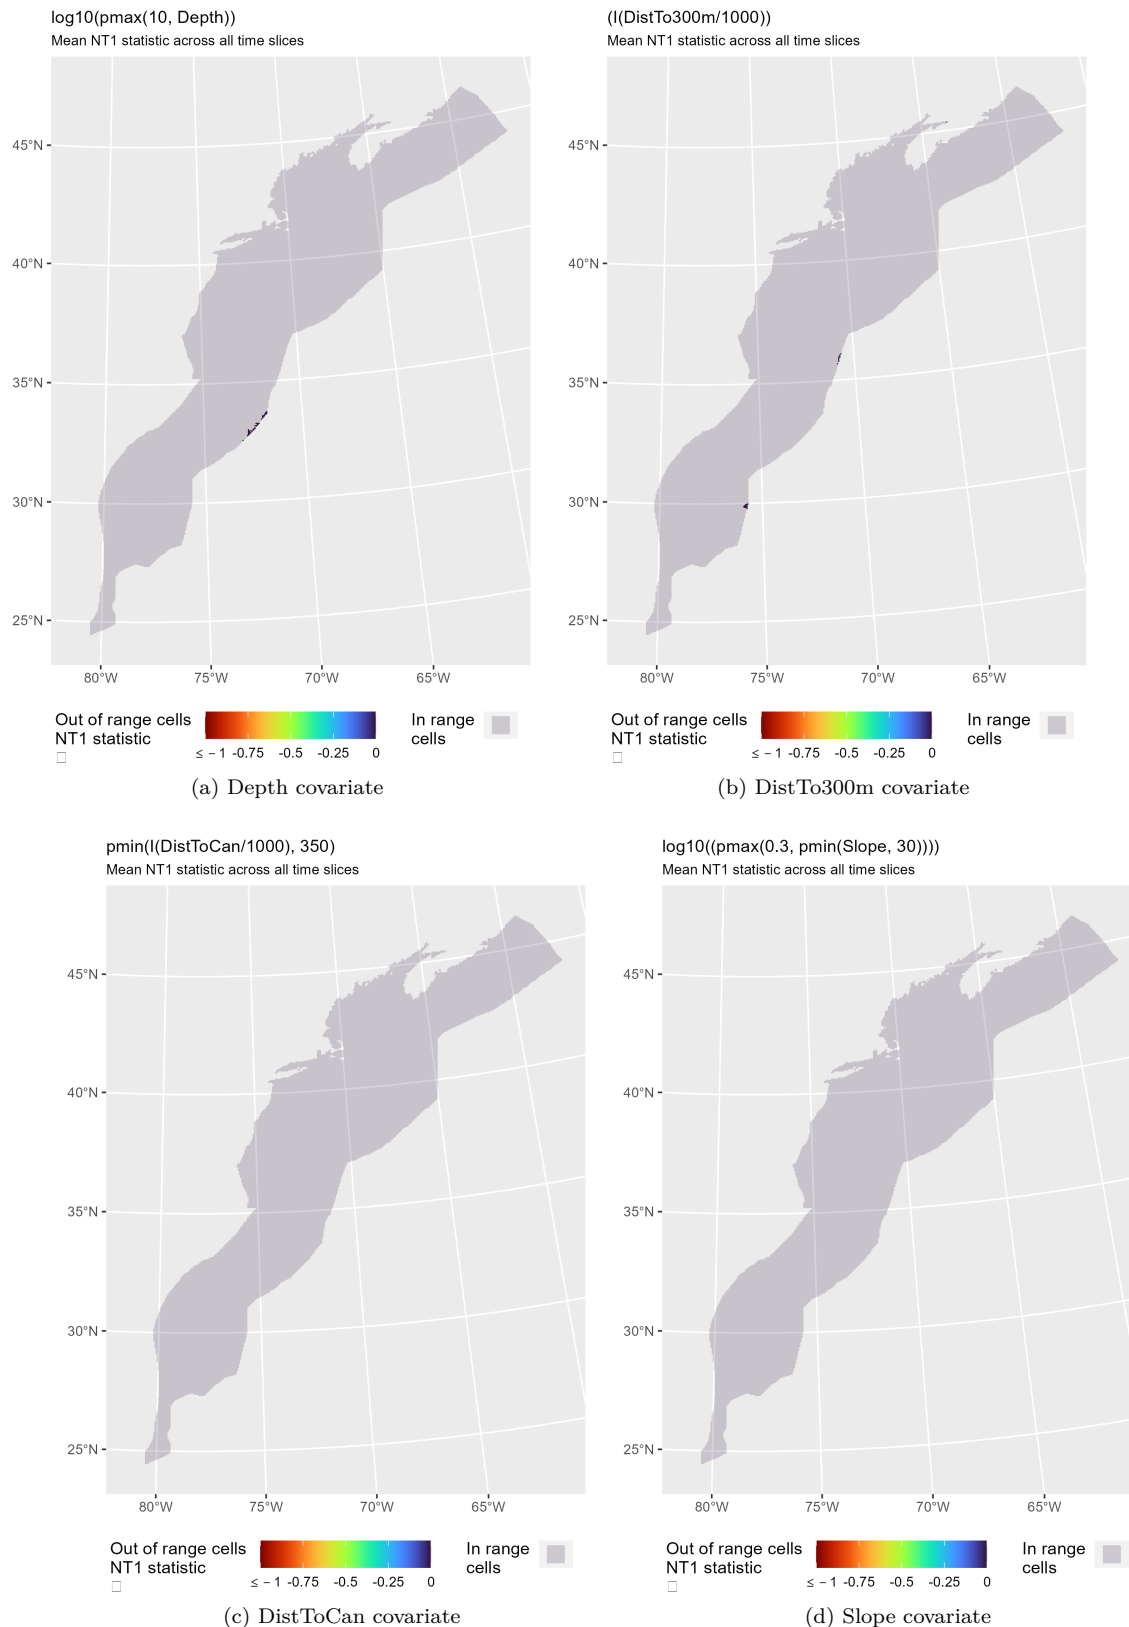 log10(pmax(10, Depth))
Mean NT1 statistic across all time slices
45°N
40°N
35°N
30°N
25°N
80°W 75°W 70°W 65°W
Out of range cells
NT1 statistic
≤ − 1 -0.75 -0.5 -0.25 0
In range
cells
(a) Depth covariate
(I(DistTo300m/1000))
Mean NT1 statistic across all time slices
45°N
40°N
35°N
30°N
25°N
80°W 75°W 70°W 65°W
Out of range cells
NT1 statistic
≤ − 1 -0.75 -0.5 -0.25 0
In range
cells
(b) DistTo300m covariate
pmin(I(DistToCan/1000), 350)
Mean NT1 statistic across all time slices
45°N
40°N
35°N
30°N
25°N
80°W 75°W 70°W 65°W
Out of range cells
NT1 statistic
≤ − 1 -0.75 -0.5 -0.25 0
In range
cells
(c) DistToCan covariate
log10((pmax(0.3, pmin(Slope, 30))))
Mean NT1 statistic across all time slices
45°N
40°N
35°N
30°N
25°N
80°W 75°W 70°W 65°W
Out of range cells
NT1 statistic
≤ − 1 -0.75 -0.5 -0.25 0
In range
cells
(d) Slope covariate